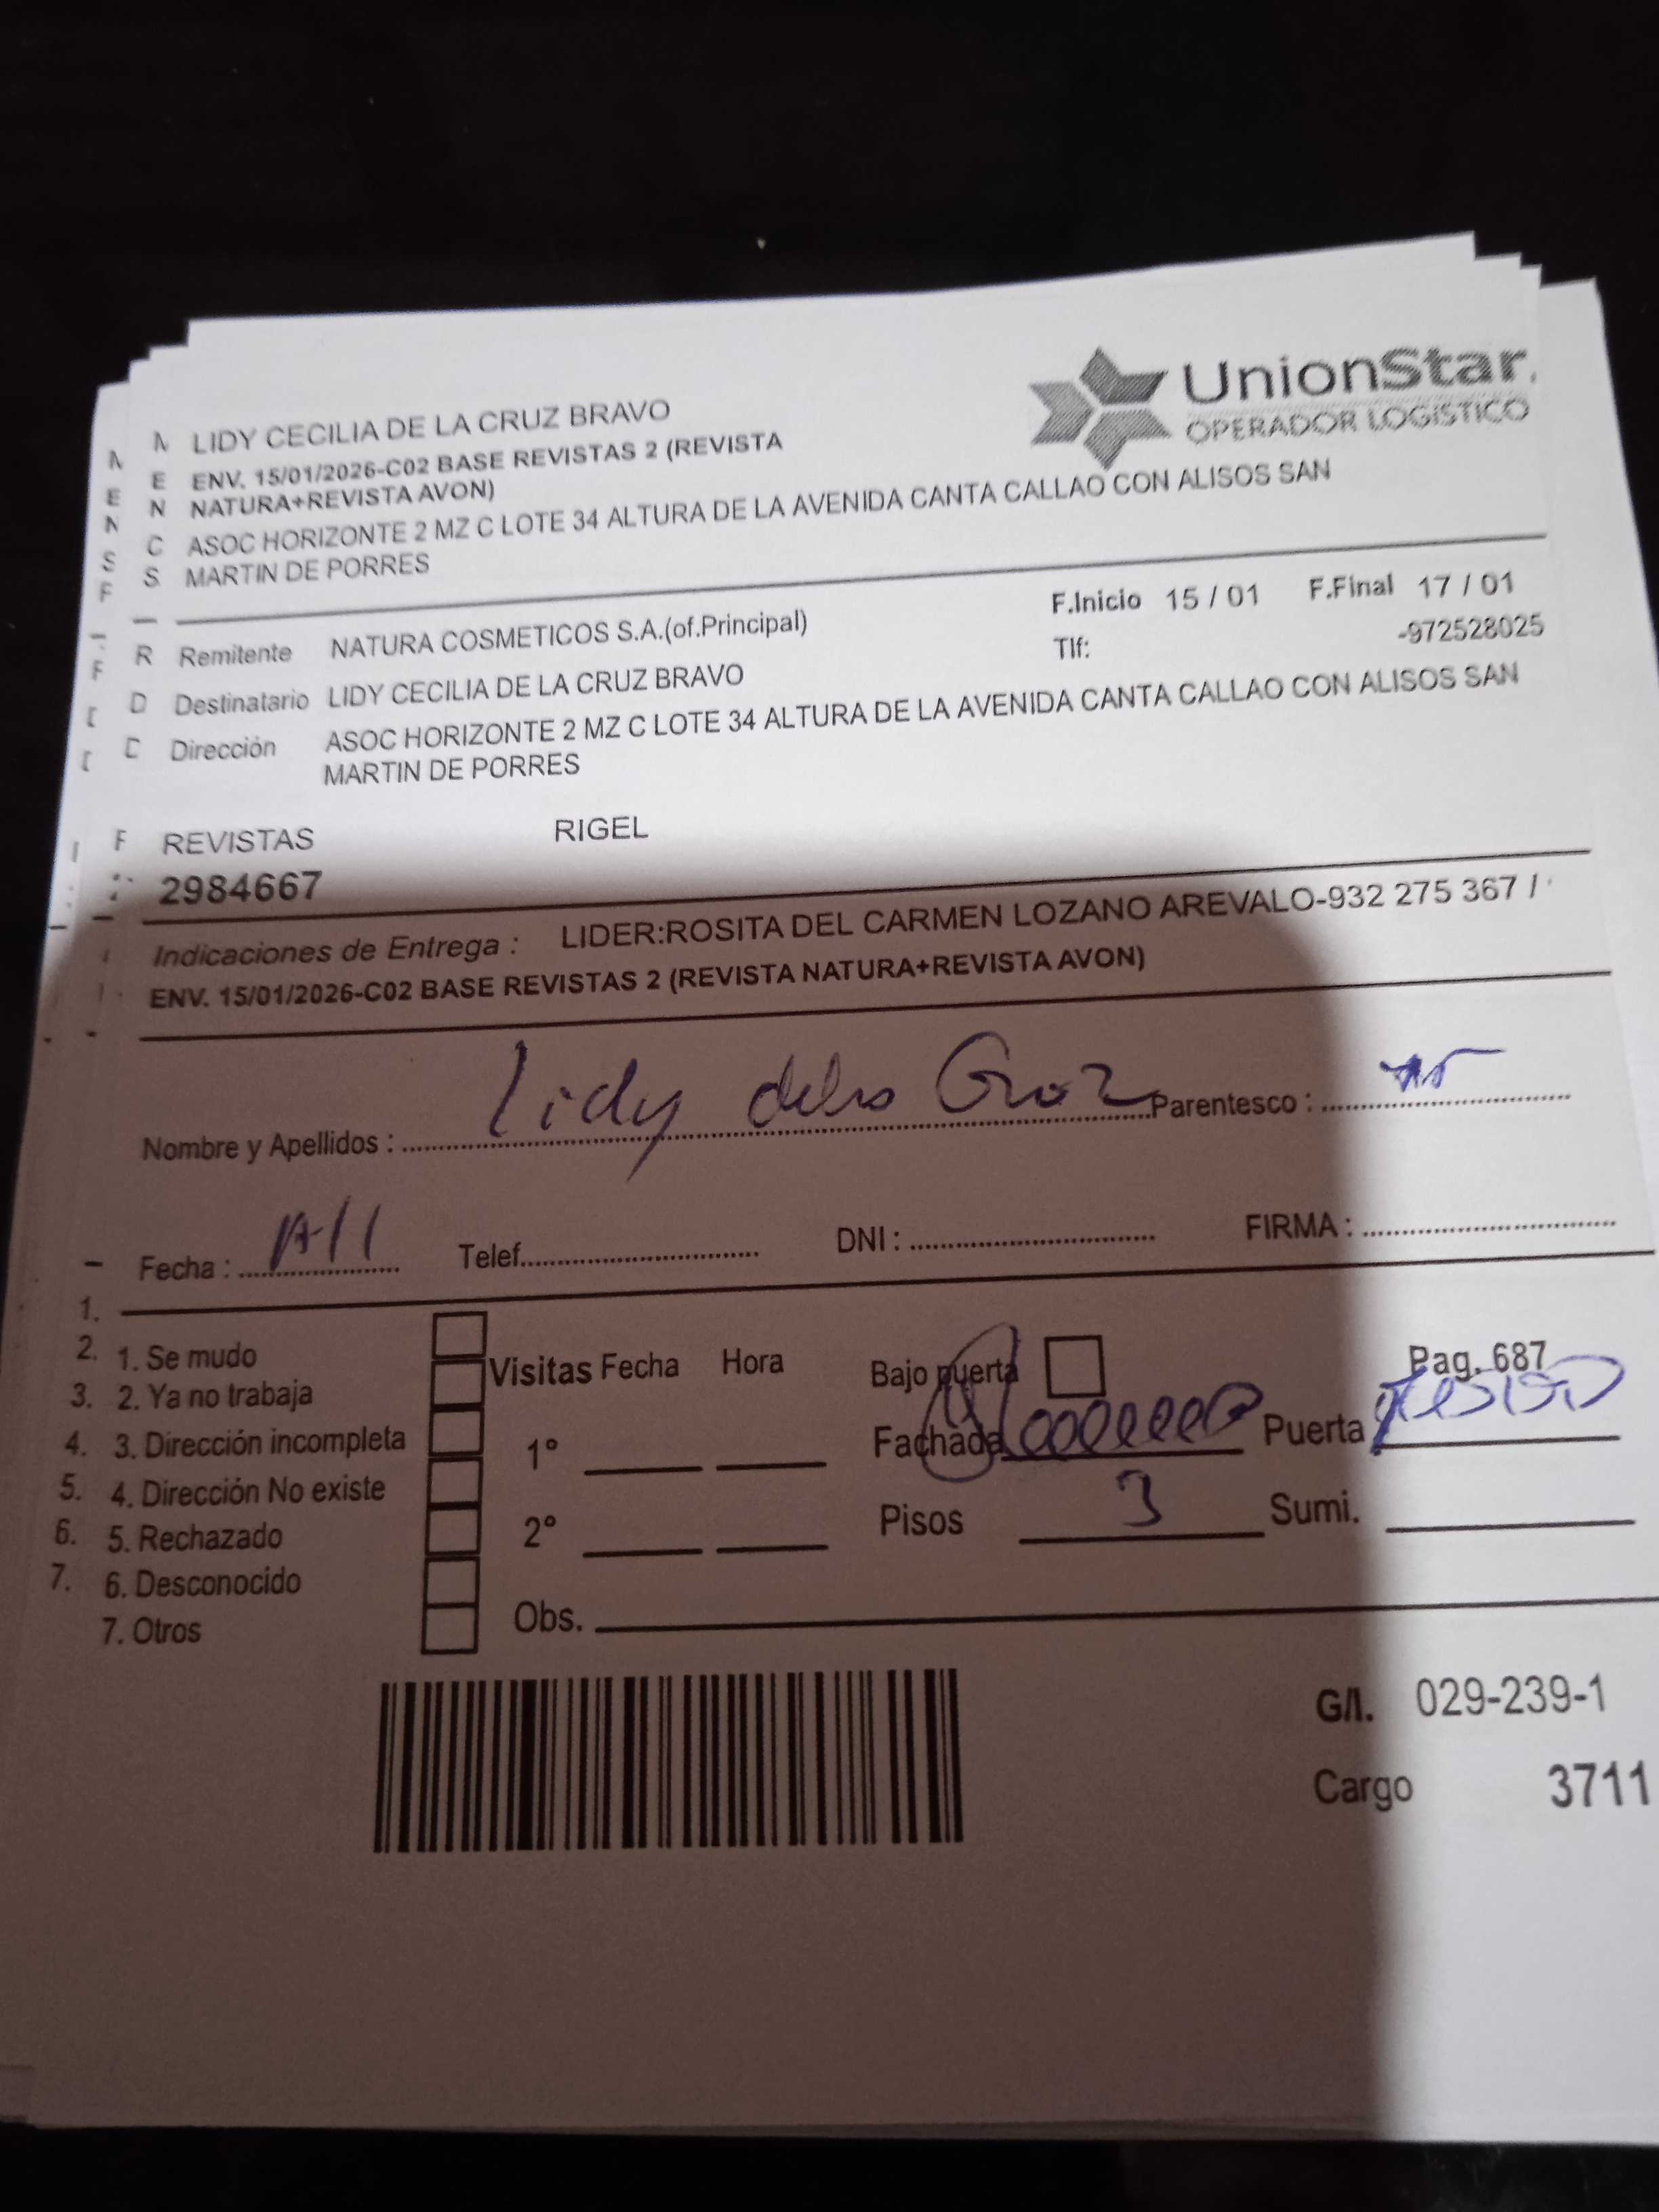 UnionStar.
OPERADOR LOGISTICO
LIDY CECILIA DE LA CRUZ BRAVO
ENV. 15/01/2026-C02 BASE REVISTAS 2 (REVISTA
NATURA+REVISTA AVON)
ASOC HORIZONTE 2 MZ C LOTE 34 ALTURA DE LA AVENIDA CANTA CALLAO CON ALISOS SAN
MARTIN DE PORRES
F.Inicio 15 / 01 F.Final 17 / 01
Remitente NATURA COSMETICOS S.A.(of.Principal)
Tlf: -972528025
Destinatario LIDY CECILIA DE LA CRUZ BRAVO
Dirección ASOC HORIZONTE 2 MZ C LOTE 34 ALTURA DE LA AVENIDA CANTA CALLAO CON ALISOS SAN
MARTIN DE PORRES
REVISTAS RIGEL
2984667
Indicaciones de Entrega : LIDER:ROSITA DEL CARMEN LOZANO AREVALO-932 275 367 /
ENV. 15/01/2026-C02 BASE REVISTAS 2 (REVISTA NATURA+REVISTA AVON)
Nombre y Apellidos : Lidy dela Cruz Parentesco :
Fecha : Telef. DNI : FIRMA :
1. Se mudo
2. Ya no trabaja
3. Dirección incompleta
4. Dirección No existe
5. Rechazado
6. Desconocido
7. Otros
Visitas Fecha Hora
1°
2°
Obs.
Bajo puerta
Pag. 687
Fachada Puerta
Pisos 3 Sumi.
G/I. 029-239-1
Cargo 3711